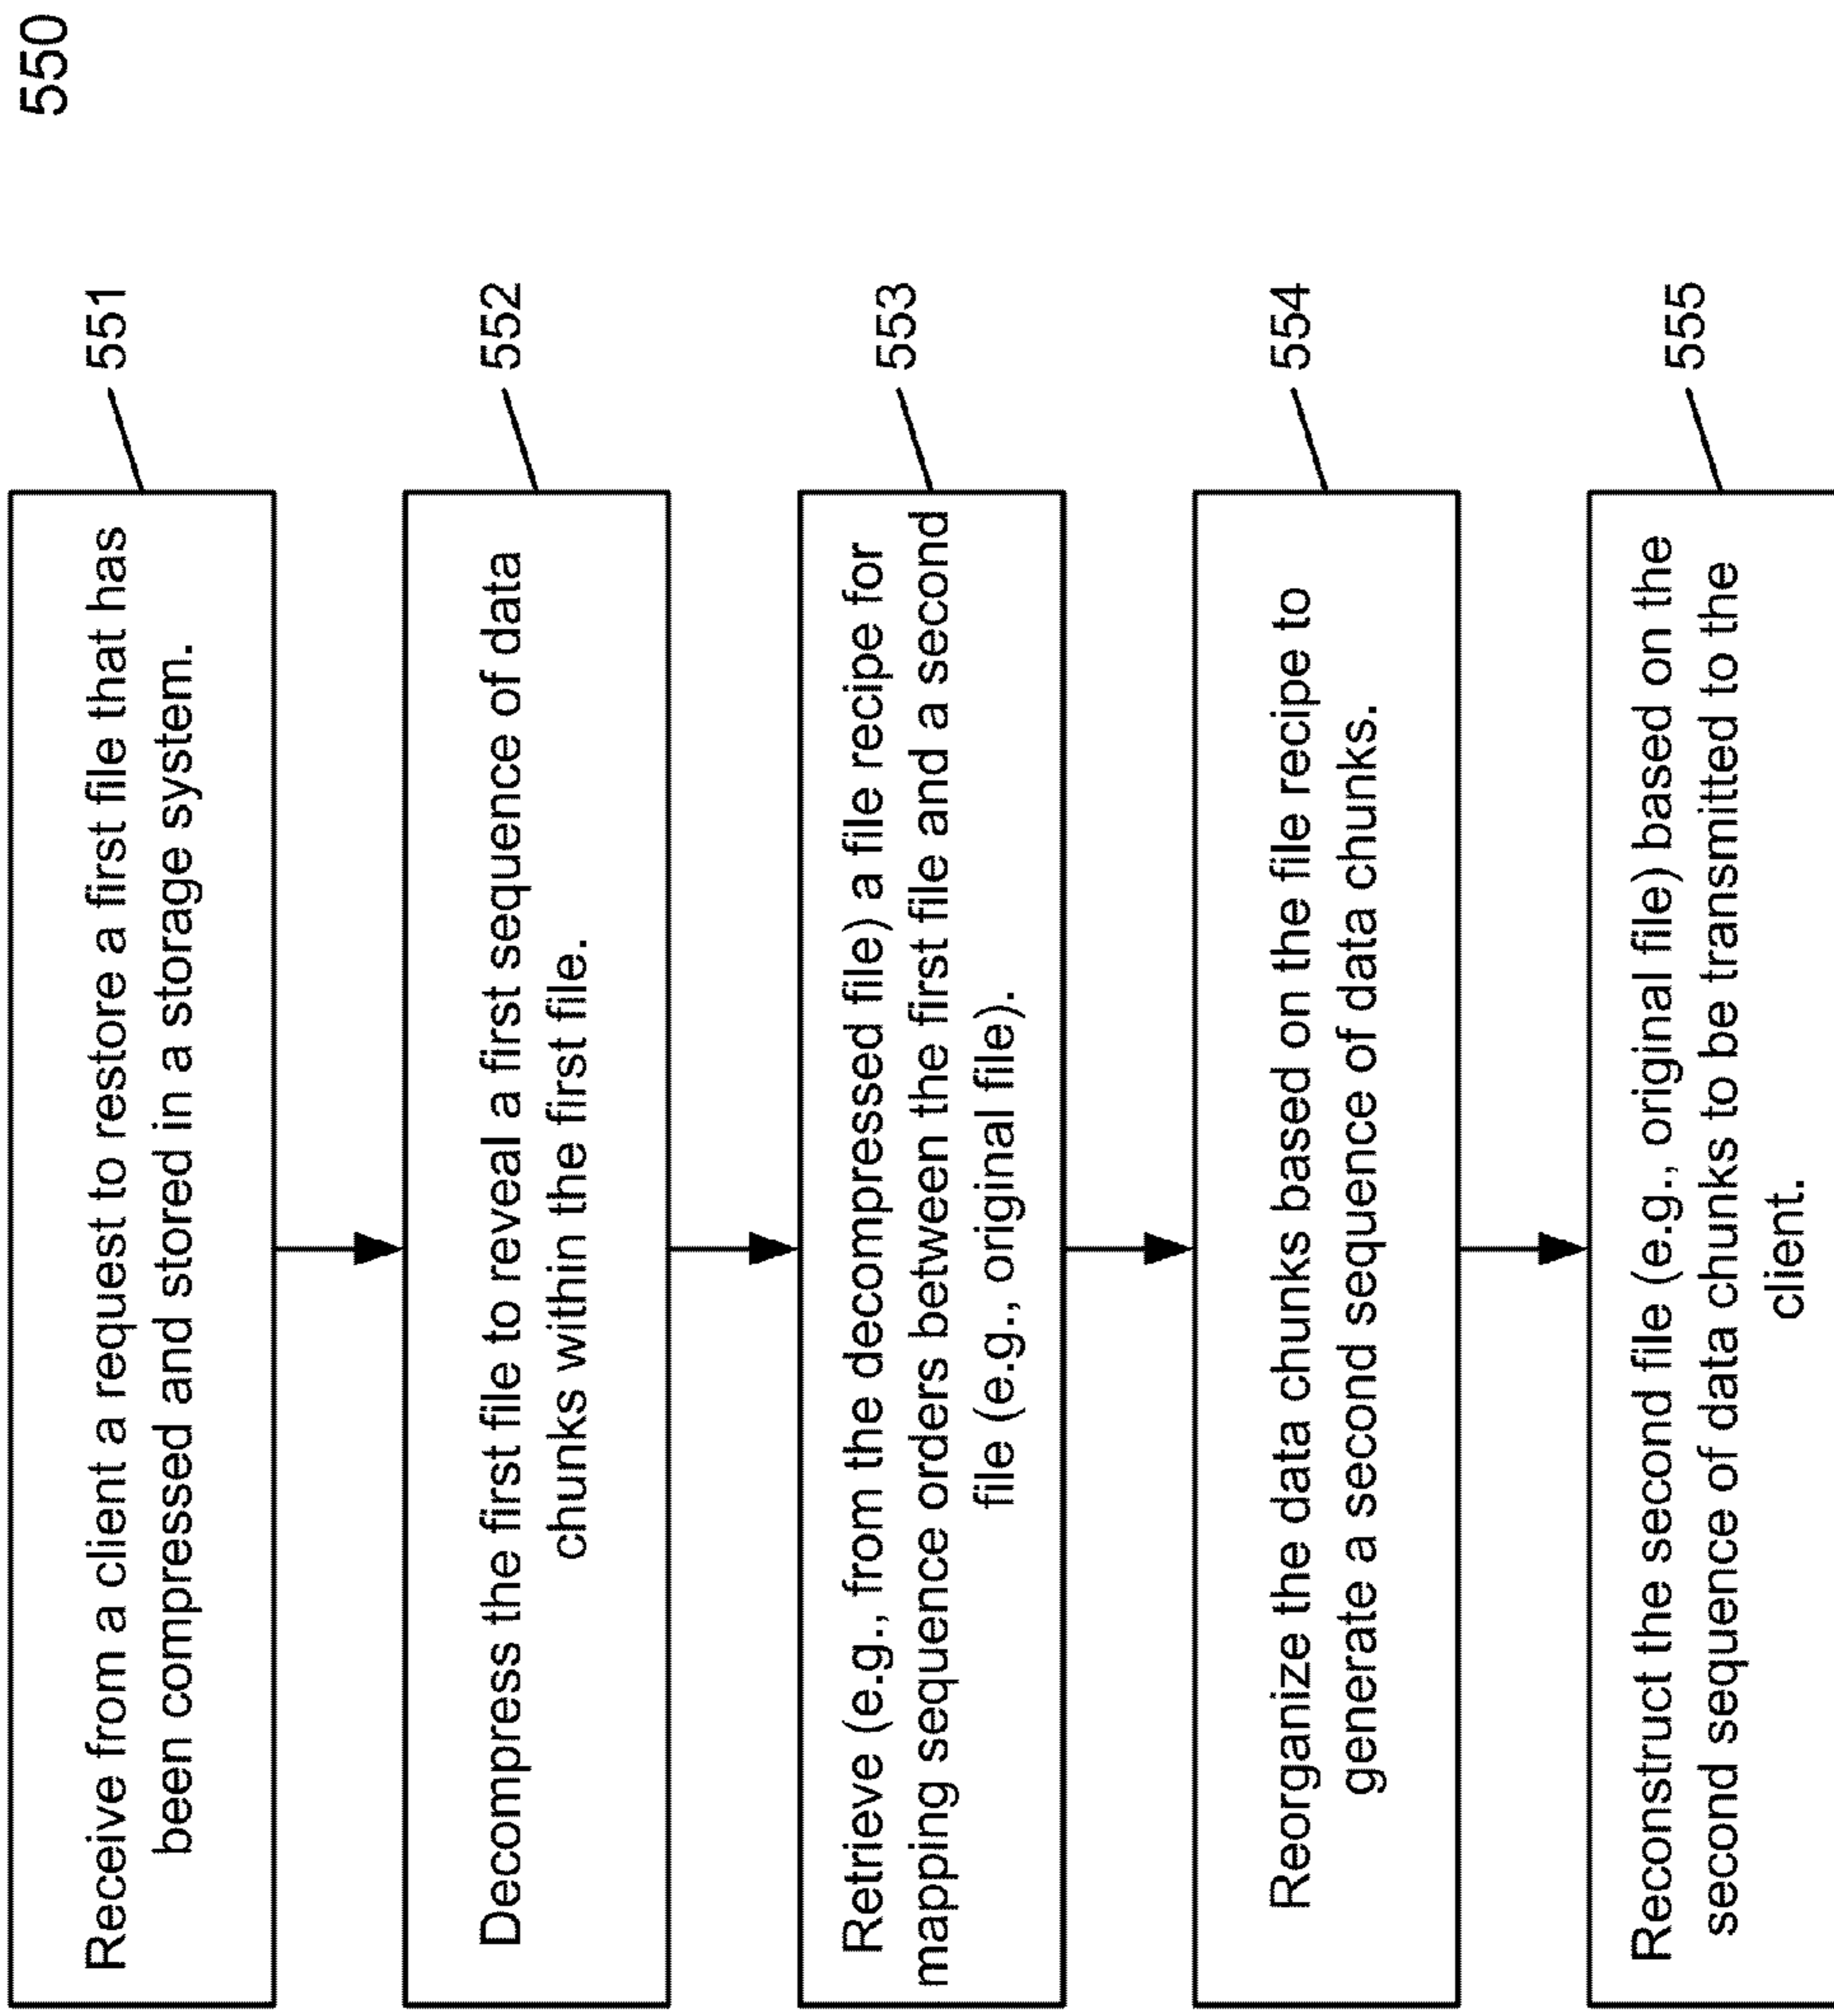 550
Receive from a client a request to restore a first file that has
been compressed and stored in a storage system.
551
Decompress the first file to reveal a first sequence of data
chunks within the first file.
552
Retrieve (e.g., from the decompressed file) a file recipe for
mapping sequence orders between the first file and a second
file (e.g., original file).
553
Reorganize the data chunks based on the file recipe to
generate a second sequence of data chunks.
554
Reconstruct the second file (e.g., original file) based on the
second sequence of data chunks to be transmitted to the
client.
555